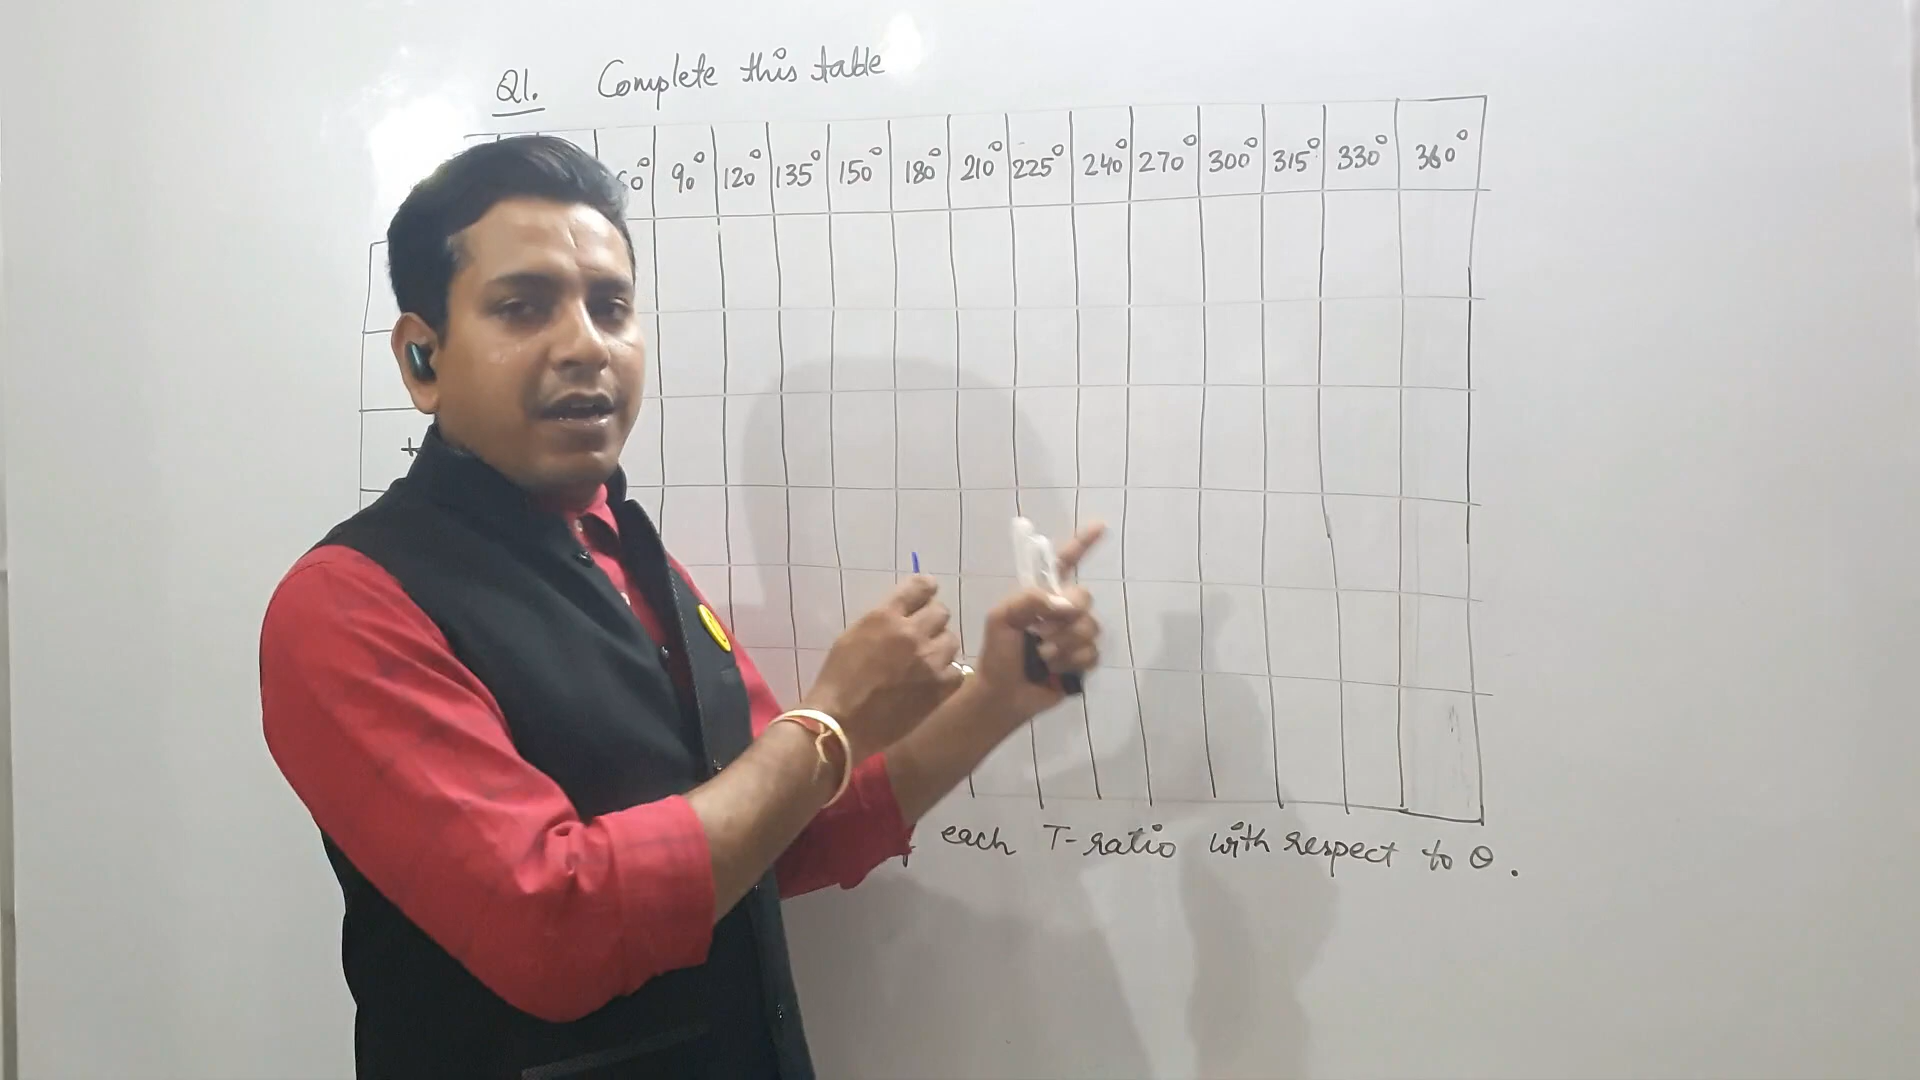 Q1. Complete this table
60° 90° 120° 135° 150° 180° 210° 225° 240° 270° 300° 315° 330° 360°
each T-ratio with respect to θ.